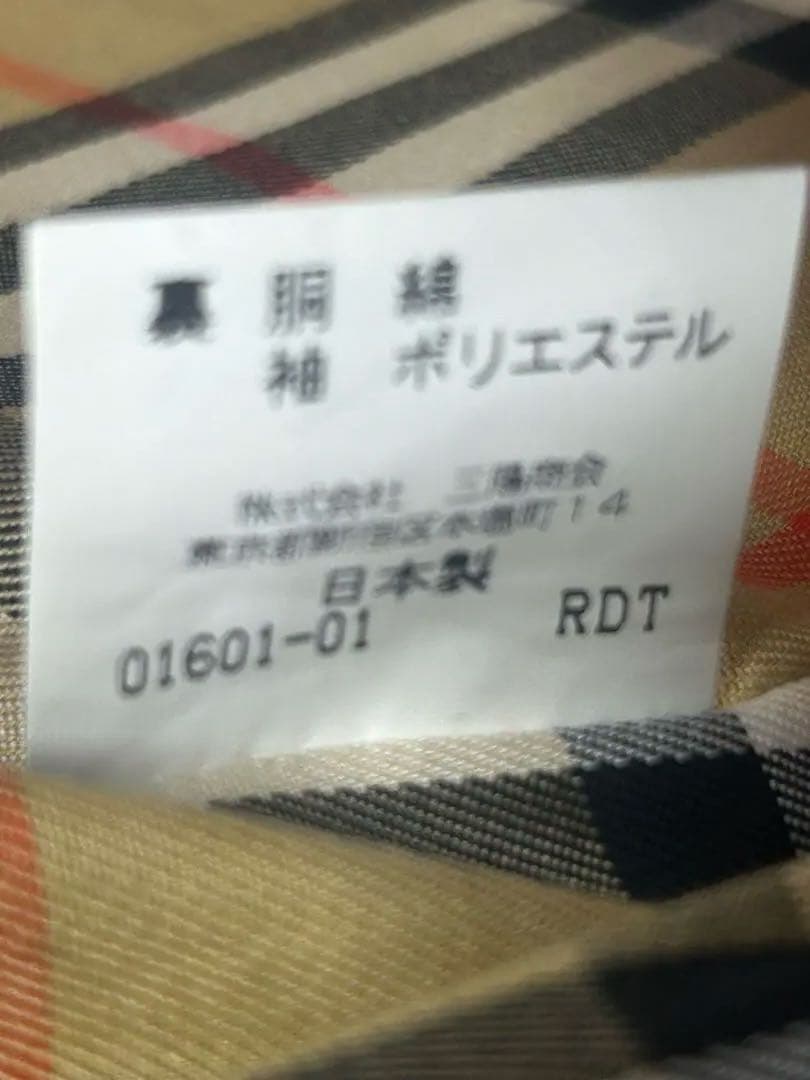 裏 胴 綿
袖 ポリエステル
株式会社 三陽商会
東京都新宿区本塩町14
日本製
01601-01 RDT